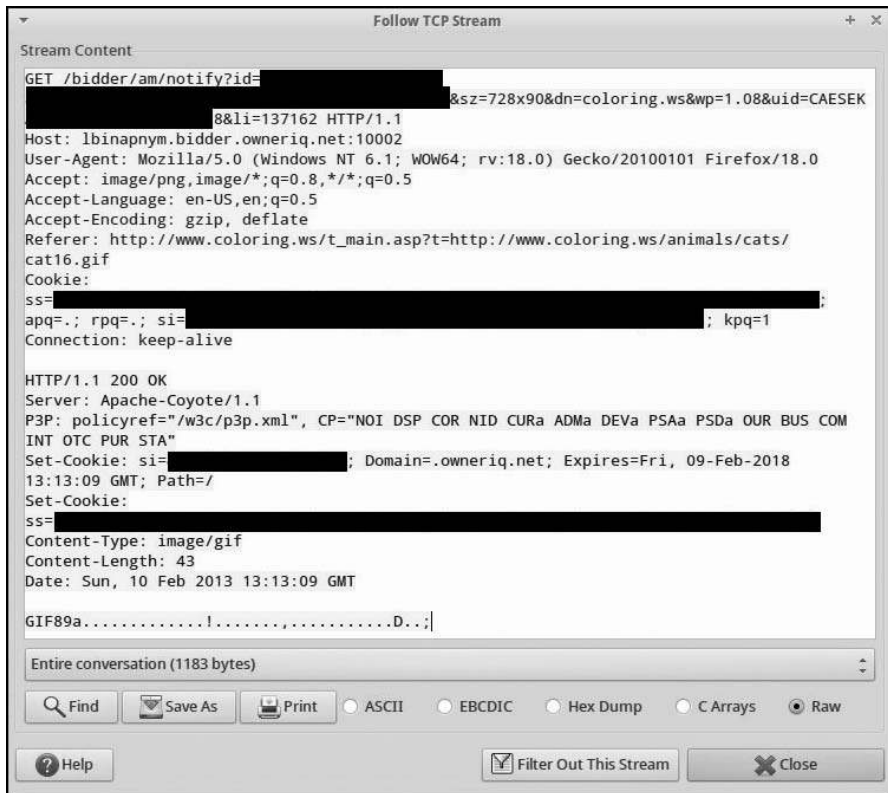 Follow TCP Stream
Stream Content
GET /bidder/am/notify?id=
&sz=728x90&dn=coloring.ws&wp=1.08&uid=CAESEK
8&li=137162 HTTP/1.1
Host: lbinapnym.bidder.owneriq.net:10002
User-Agent: Mozilla/5.0 (Windows NT 6.1; WOW64; rv:18.0) Gecko/20100101 Firefox/18.0
Accept: image/png,image/*;q=0.8,*/*;q=0.5
Accept-Language: en-US,en;q=0.5
Accept-Encoding: gzip, deflate
Referer: http://www.coloring.ws/t_main.asp?t=http://www.coloring.ws/animals/cats/
cat16.gif
Cookie:
ss=;
apq=.; rpq=.; si=; kpq=1
Connection: keep-alive
HTTP/1.1 200 OK
Server: Apache-Coyote/1.1
P3P: policyref="/w3c/p3p.xml", CP="NOI DSP COR NID CURa ADMa DEVa PSAa PSDa OUR BUS COM
INT OTC PUR STA"
Set-Cookie: si=; Domain=.owneriq.net; Expires=Fri, 09-Feb-2018
13:13:09 GMT; Path=/
Set-Cookie:
ss=
Content-Type: image/gif
Content-Length: 43
Date: Sun, 10 Feb 2013 13:13:09 GMT
GIF89a.............!.......,...........D..;
Entire conversation (1183 bytes)
Find Save As Print ASCII EBCDIC Hex Dump C Arrays Raw
Help Filter Out This Stream Close